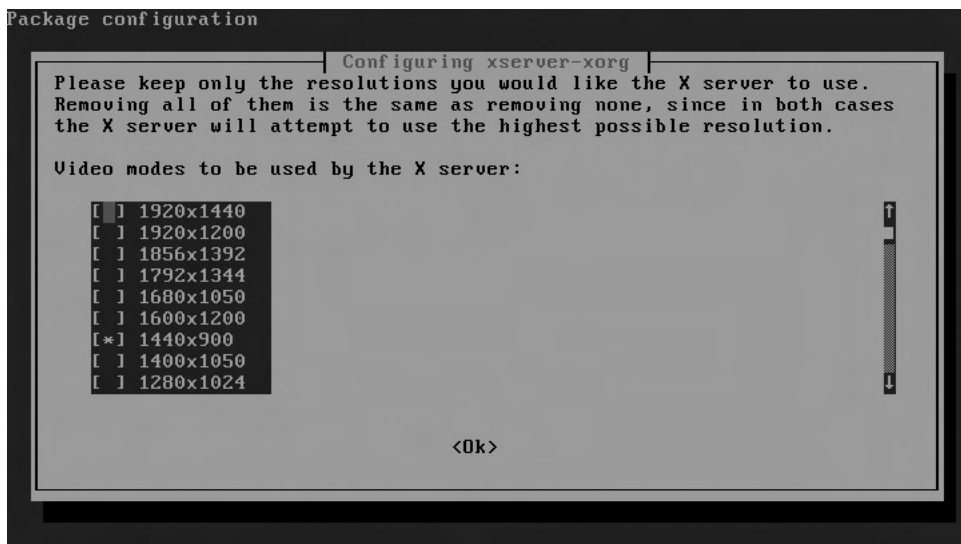 Package configuration
Configuring xserver-xorg
Please keep only the resolutions you would like the X server to use.
Removing all of them is the same as removing none, since in both cases
the X server will attempt to use the highest possible resolution.
Video modes to be used by the X server:
[ ] 1920x1440
[ ] 1920x1200
[ ] 1856x1392
[ ] 1792x1344
[ ] 1680x1050
[ ] 1600x1200
[*] 1440x900
[ ] 1400x1050
[ ] 1280x1024
<Ok>